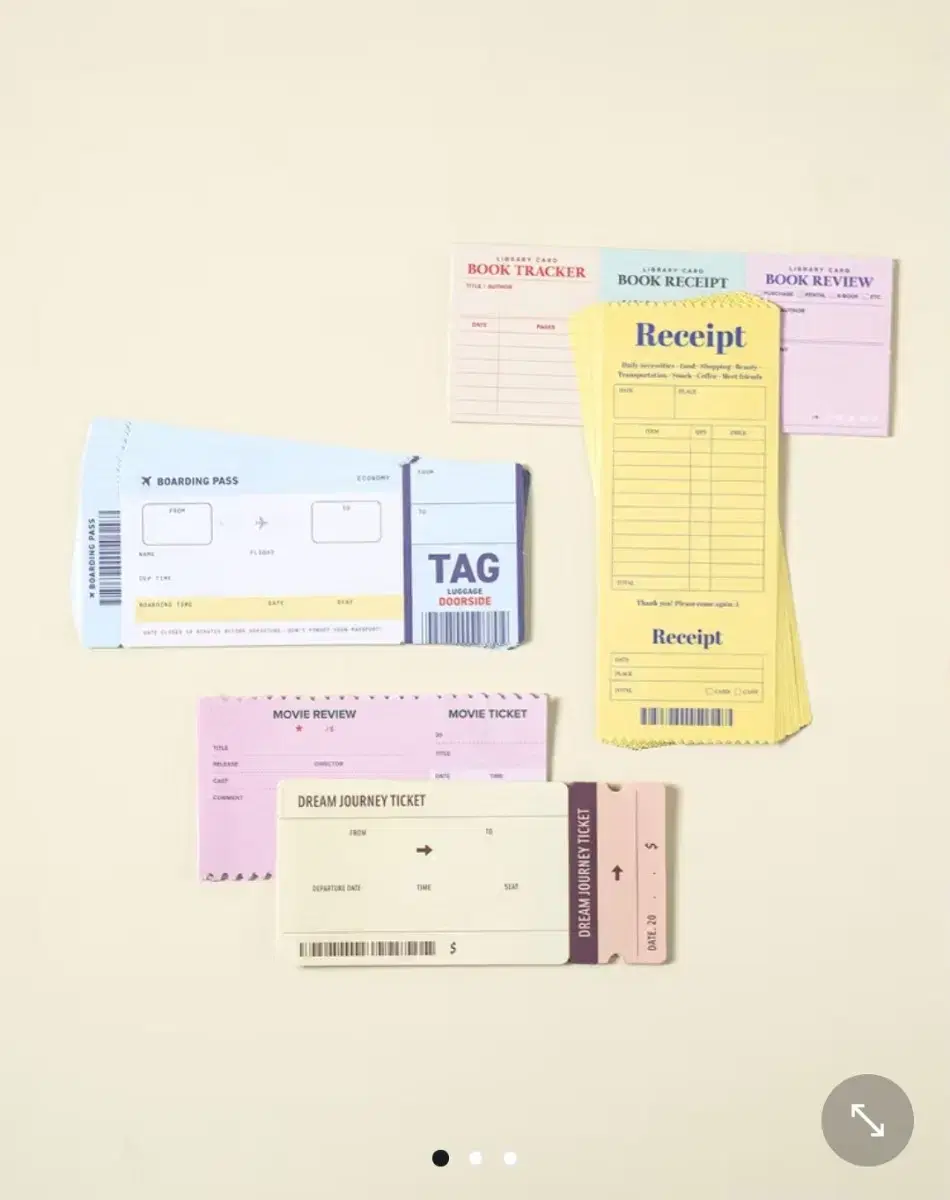 LIBRARY CARD
BOOK TRACKER
TITLE / AUTHOR
DATE
PAGES
LIBRARY CARD
BOOK RECEIPT
LIBRARY CARD
BOOK REVIEW
PURCHASE RENTAL E-BOOK ETC
AUTHOR
Receipt
Daily necessities · Food · Shopping · Beauty ·
Transportation · Snack · Coffee · Meet friends
DATE PLACE
ITEM QTY PRICE
TOTAL
Thank you! Please come again :)
Receipt
DATE
PLACE
TOTAL CARD CASH
BOARDING PASS
BOARDING PASS
ECONOMY
FROM
TO
NAME
FLIGHT
DEP TIME
BOARDING TIME DATE SEAT
FROM
TO
TAG
LUGGAGE
DOORSIDE
MOVIE REVIEW
/5
TITLE
RELEASE DIRECTOR
CAST
COMMENT
MOVIE TICKET
20
TITLE
DATE TIME
DREAM JOURNEY TICKET
FROM TO
DEPARTURE DATE TIME SEAT
$
DREAM JOURNEY TICKET
DATE. 20 . . $